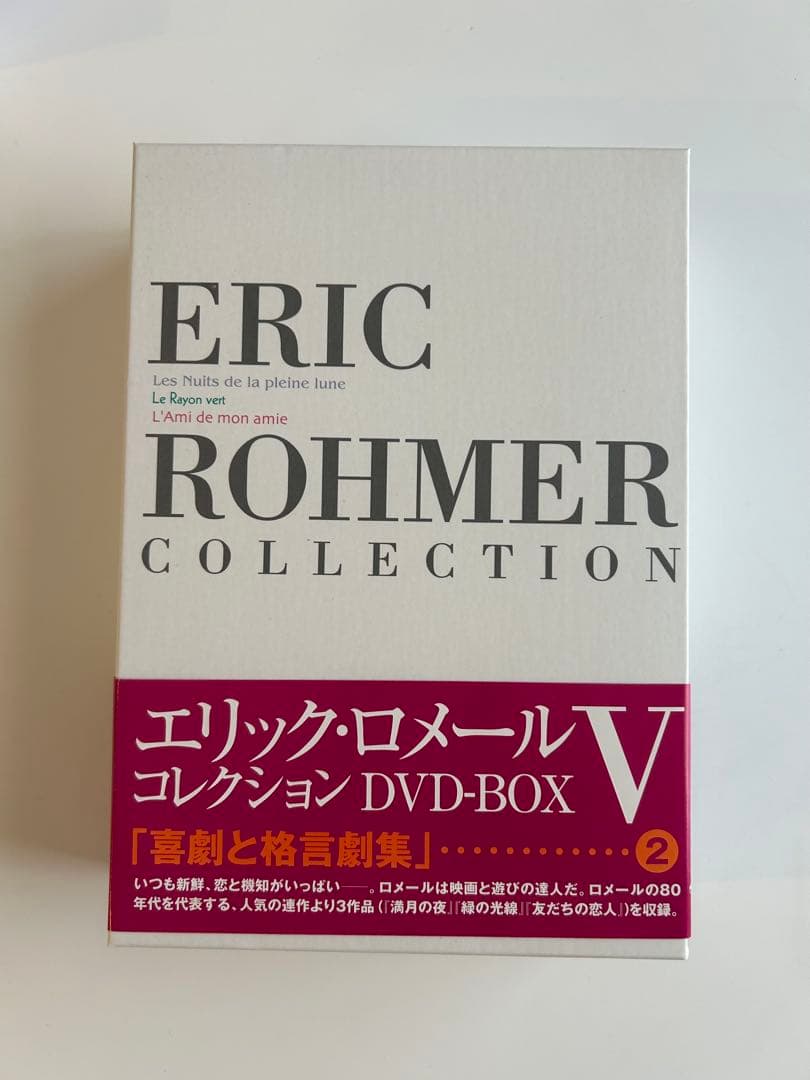 ERIC
Les Nuits de la pleine lune
Le Rayon vert
L'Ami de mon amie
ROHMER
COLLECTION
エリック・ロメール
コレクション DVD-BOX V
「喜劇と格言劇集」…………2
いつも新鮮、恋と機知がいっぱい――。ロメールは映画と遊びの達人だ。ロメールの80
年代を代表する、人気の連作より3作品(『満月の夜』『緑の光線』『友だちの恋人』)を収録。